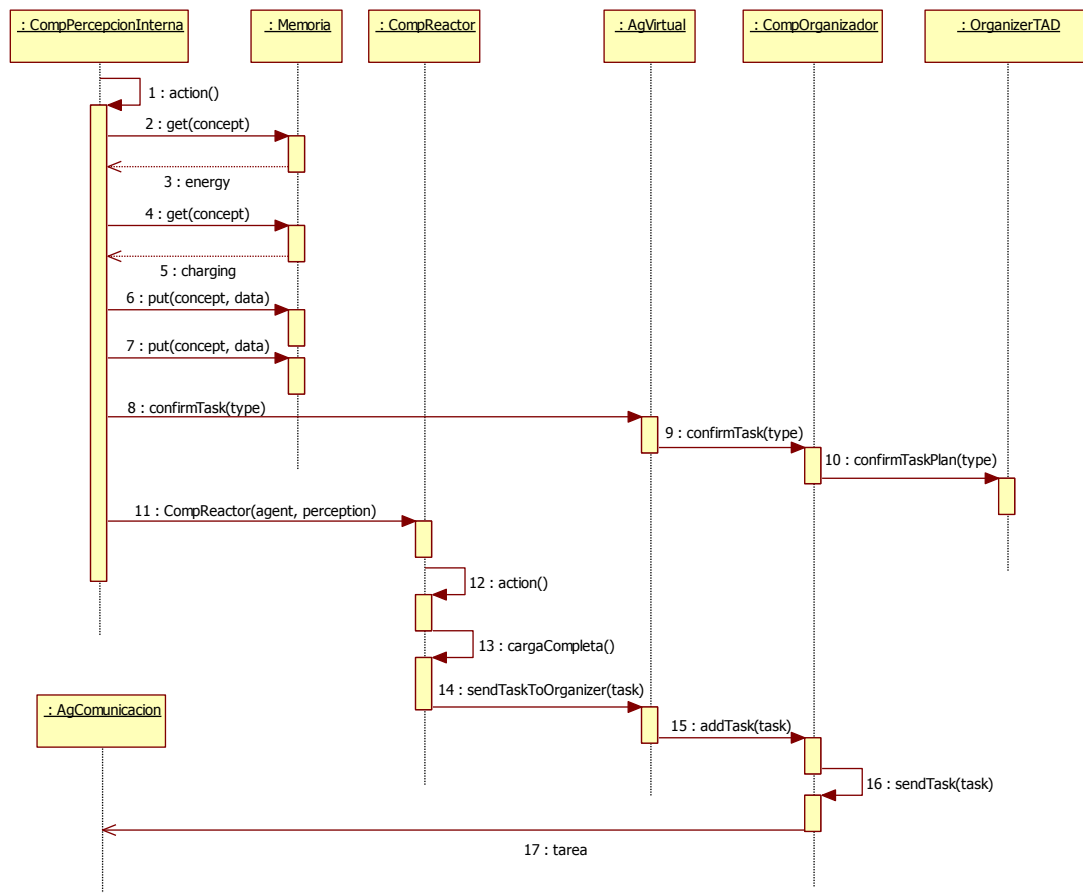 : CompPercepcionInterna
: Memoria
: CompReactor
: AgVirtual
: CompOrganizador
: OrganizerTAD
1 : action()
2 : get(concept)
3 : energy
4 : get(concept)
5 : charging
6 : put(concept, data)
7 : put(concept, data)
8 : confirmTask(type)
9 : confirmTask(type)
10 : confirmTaskPlan(type)
11 : CompReactor(agent, perception)
12 : action()
13 : cargaCompleta()
14 : sendTaskToOrganizer(task)
: AgComunicacion
15 : addTask(task)
16 : sendTask(task)
17 : tarea